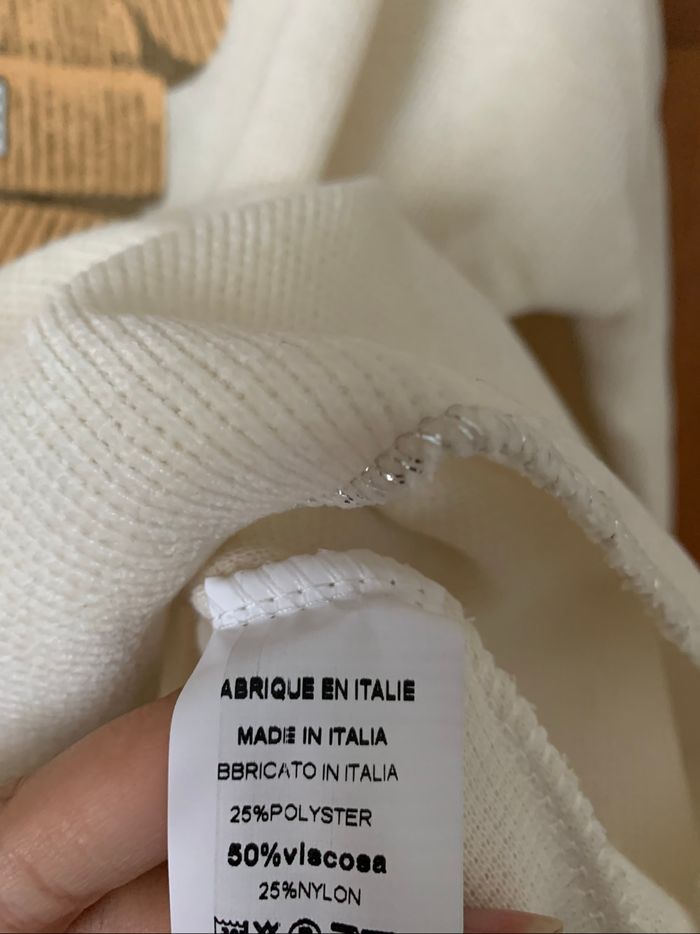 ABRIQUE EN ITALIE
MADE IN ITALIA
BBRICATO IN ITALIA
25%POLYSTER
50%vIscosa
25%NYLON